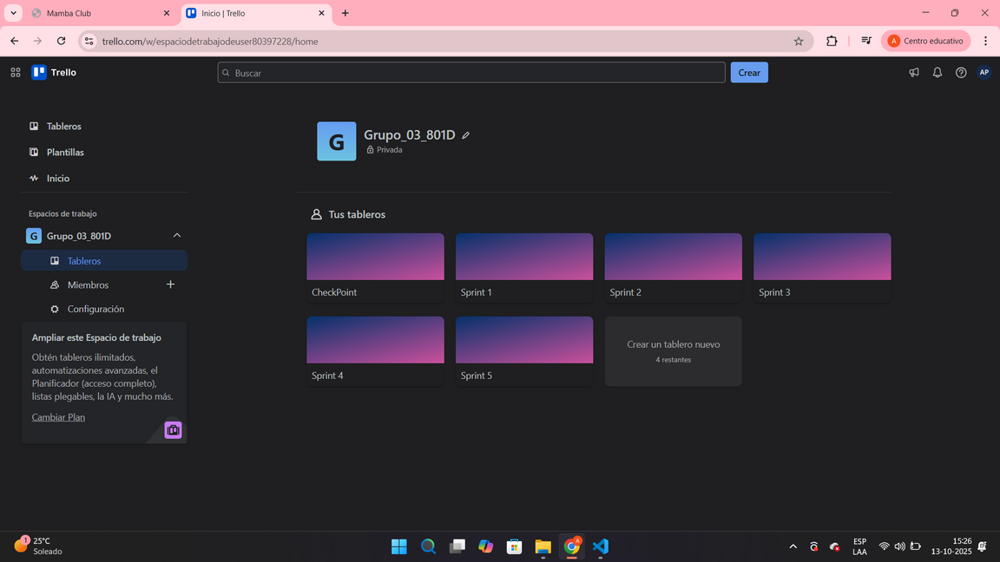 Mamba Club
Inicio | Trello
trello.com/w/espaciodetrabajodeuser80397228/home
A
Centro educativo
Trello
Buscar
Crear
AP
Tableros
Plantillas
Inicio
Espacios de trabajo
G
Grupo_03_801D
Tableros
Miembros
Configuración
Ampliar este Espacio de trabajo
Obtén tableros ilimitados,
automatizaciones avanzadas, el
Planificador (acceso completo),
listas plegables, la IA y mucho más.
Cambiar Plan
G
Grupo_03_801D
Privada
Tus tableros
CheckPoint
Sprint 1
Sprint 2
Sprint 3
Sprint 4
Sprint 5
Crear un tablero nuevo
4 restantes
1
25°C
Soleado
A
ESP
LAA
15:26
13-10-2025